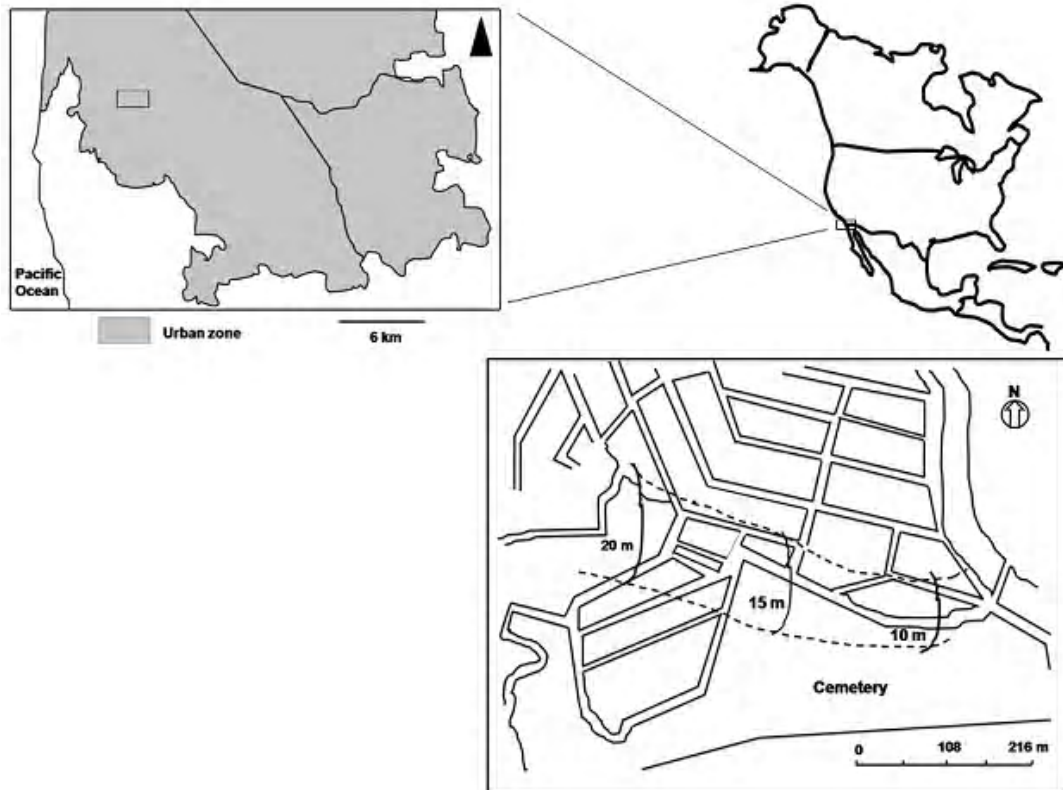 Pacific
Ocean
Urban zone
6 km
N
20 m
15 m
10 m
Cemetery
0 108 216 m